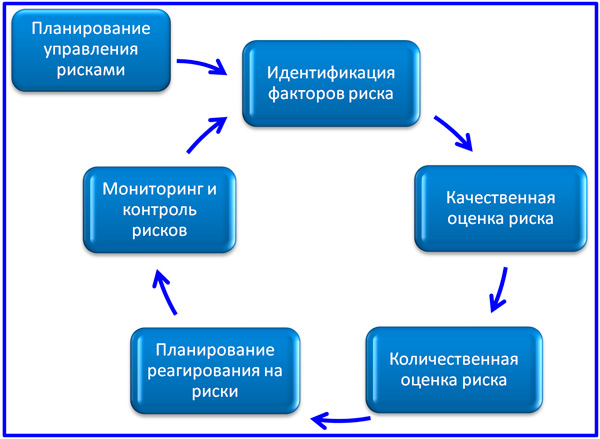 Планирование
управления
рисками
Идентификация
факторов риска
Качественная
оценка риска
Количественная
оценка риска
Планирование
реагирования на
риски
Мониторинг и
контроль
рисков